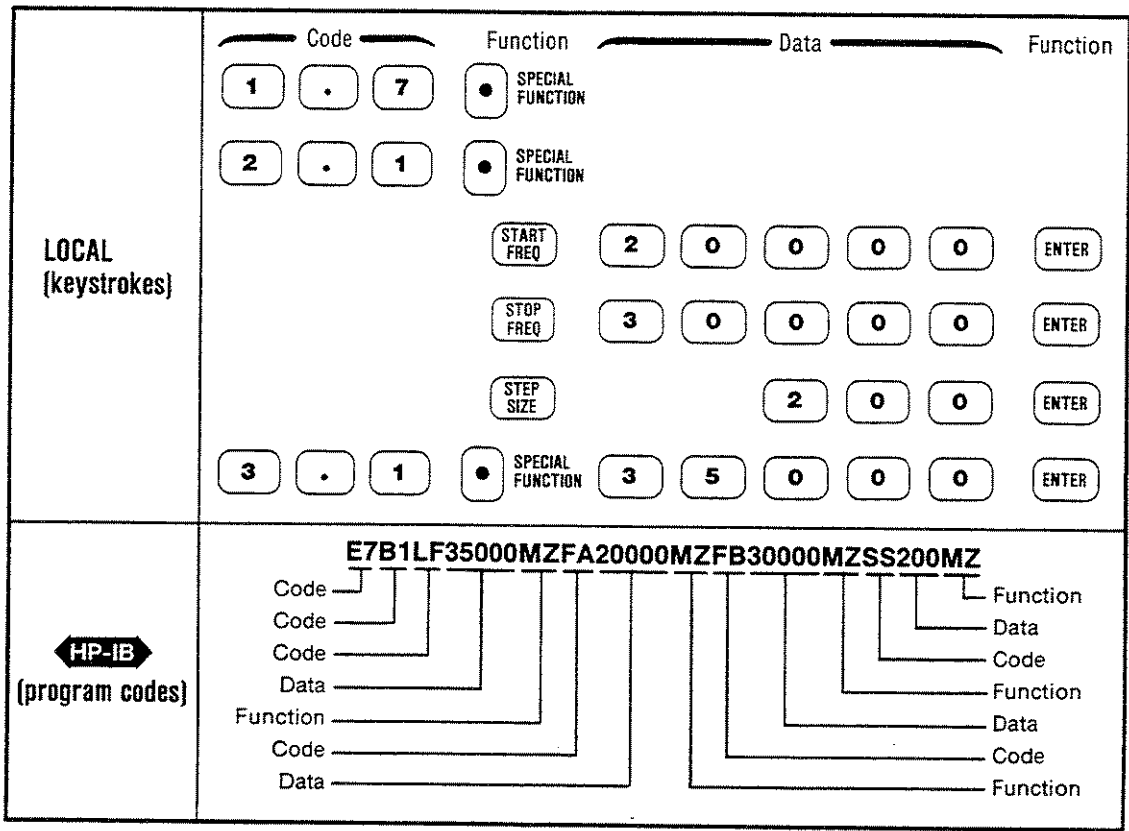 Code Function Data Function
1 . 7 SPECIAL FUNCTION
2 . 1 SPECIAL FUNCTION
LOCAL
(keystrokes)
START FREQ 2 0 0 0 0 ENTER
STOP FREQ 3 0 0 0 0 ENTER
STEP SIZE 2 0 0 ENTER
3 . 1 SPECIAL FUNCTION 3 5 0 0 0 ENTER
HP-IB
(program codes)
E7B1LF35000MZFA20000MZFB30000MZSS200MZ
Code
Code
Code
Data
Function
Code
Data
Function
Data
Code
Function
Data
Code
Function